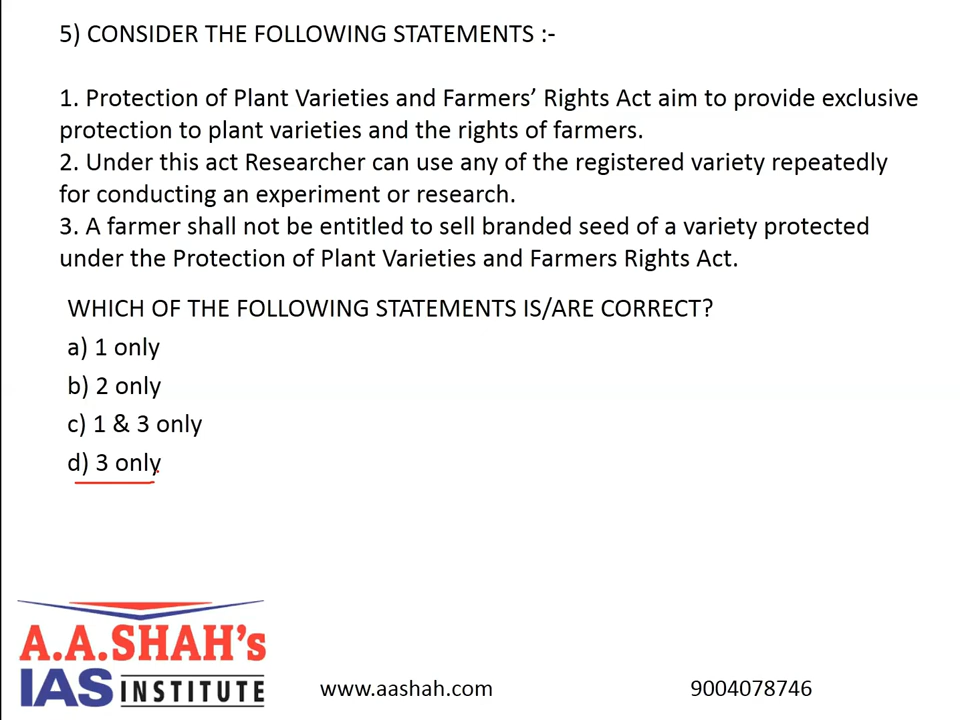 5) CONSIDER THE FOLLOWING STATEMENTS :-
1. Protection of Plant Varieties and Farmers’ Rights Act aim to provide exclusive
protection to plant varieties and the rights of farmers.
2. Under this act Researcher can use any of the registered variety repeatedly
for conducting an experiment or research.
3. A farmer shall not be entitled to sell branded seed of a variety protected
under the Protection of Plant Varieties and Farmers Rights Act.
WHICH OF THE FOLLOWING STATEMENTS IS/ARE CORRECT?
a) 1 only
b) 2 only
c) 1 & 3 only
d) 3 only
A.A.SHAH’s
IAS INSTITUTE
www.aashah.com
9004078746